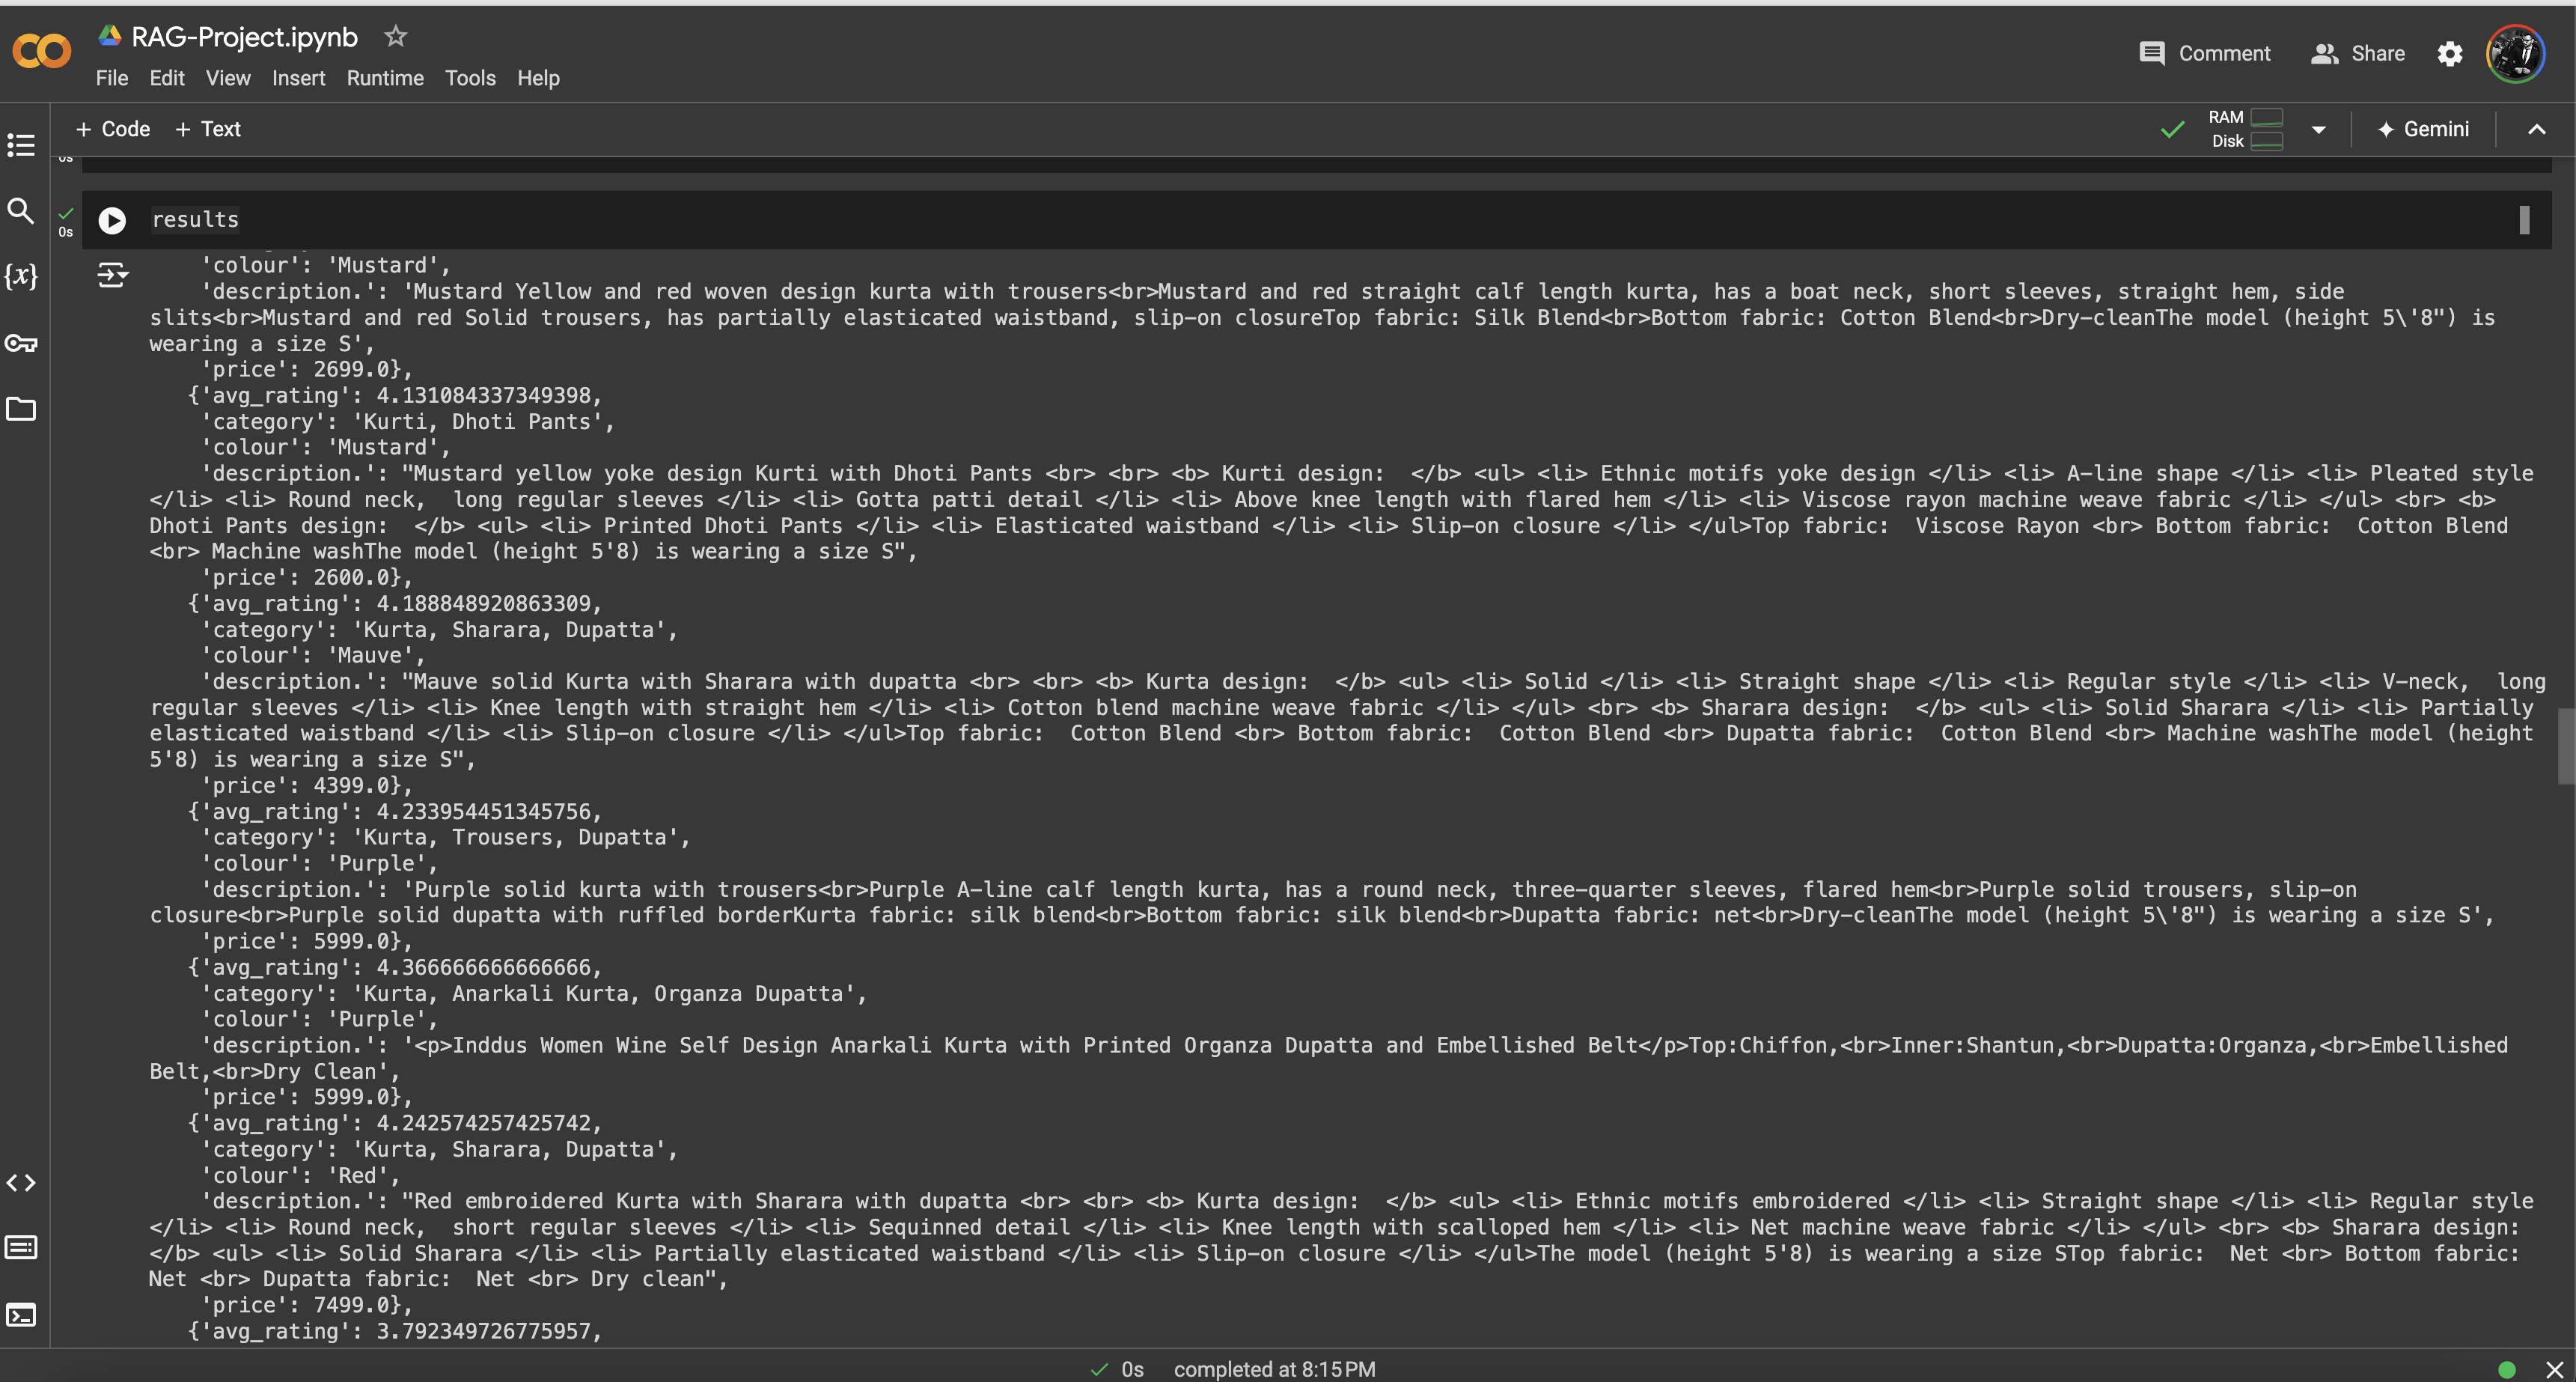 RAG-Project.ipynb
File Edit View Insert Runtime Tools Help
Comment Share
+ Code + Text
RAM
Disk
Gemini
0s
results
0s
'colour': 'Mustard',
'description.': 'Mustard Yellow and red woven design kurta with trousers<br>Mustard and red straight calf length kurta, has a boat neck, short sleeves, straight hem, side
slits<br>Mustard and red Solid trousers, has partially elasticated waistband, slip-on closureTop fabric: Silk Blend<br>Bottom fabric: Cotton Blend<br>Dry-cleanThe model (height 5\'8") is
wearing a size S',
'price': 2699.0},
{'avg_rating': 4.131084337349398,
'category': 'Kurti, Dhoti Pants',
'colour': 'Mustard',
'description.': "Mustard yellow yoke design Kurti with Dhoti Pants <br> <br> <b> Kurti design:  </b> <ul> <li> Ethnic motifs yoke design </li> <li> A-line shape </li> <li> Pleated style
</li> <li> Round neck,  long regular sleeves </li> <li> Gotta patti detail </li> <li> Above knee length with flared hem </li> <li> Viscose rayon machine weave fabric </li> </ul> <br> <b>
Dhoti Pants design:  </b> <ul> <li> Printed Dhoti Pants </li> <li> Elasticated waistband </li> <li> Slip-on closure </li> </ul>Top fabric:  Viscose Rayon <br> Bottom fabric:  Cotton Blend
<br> Machine washThe model (height 5'8) is wearing a size S",
'price': 2600.0},
{'avg_rating': 4.188848920863309,
'category': 'Kurta, Sharara, Dupatta',
'colour': 'Mauve',
'description.': "Mauve solid Kurta with Sharara with dupatta <br> <br> <b> Kurta design:  </b> <ul> <li> Solid </li> <li> Straight shape </li> <li> Regular style </li> <li> V-neck,  long
regular sleeves </li> <li> Knee length with straight hem </li> <li> Cotton blend machine weave fabric </li> </ul> <br> <b> Sharara design:  </b> <ul> <li> Solid Sharara </li> <li> Partially
elasticated waistband </li> <li> Slip-on closure </li> </ul>Top fabric:  Cotton Blend <br> Bottom fabric:  Cotton Blend <br> Dupatta fabric:  Cotton Blend <br> Machine washThe model (height
5'8) is wearing a size S",
'price': 4399.0},
{'avg_rating': 4.233954451345756,
'category': 'Kurta, Trousers, Dupatta',
'colour': 'Purple',
'description.': 'Purple solid kurta with trousers<br>Purple A-line calf length kurta, has a round neck, three-quarter sleeves, flared hem<br>Purple solid trousers, slip-on
closure<br>Purple solid dupatta with ruffled borderKurta fabric: silk blend<br>Bottom fabric: silk blend<br>Dupatta fabric: net<br>Dry-cleanThe model (height 5\'8") is wearing a size S',
'price': 5999.0},
{'avg_rating': 4.366666666666666,
'category': 'Kurta, Anarkali Kurta, Organza Dupatta',
'colour': 'Purple',
'description.': '<p>Inddus Women Wine Self Design Anarkali Kurta with Printed Organza Dupatta and Embellished Belt</p>Top:Chiffon,<br>Inner:Shantun,<br>Dupatta:Organza,<br>Embellished
Belt,<br>Dry Clean',
'price': 5999.0},
{'avg_rating': 4.242574257425742,
'category': 'Kurta, Sharara, Dupatta',
'colour': 'Red',
'description.': "Red embroidered Kurta with Sharara with dupatta <br> <br> <b> Kurta design:  </b> <ul> <li> Ethnic motifs embroidered </li> <li> Straight shape </li> <li> Regular style
</li> <li> Round neck,  short regular sleeves </li> <li> Sequinned detail </li> <li> Knee length with scalloped hem </li> <li> Net machine weave fabric </li> </ul> <br> <b> Sharara design:
</b> <ul> <li> Solid Sharara </li> <li> Partially elasticated waistband </li> <li> Slip-on closure </li> </ul>The model (height 5'8) is wearing a size STop fabric:  Net <br> Bottom fabric:
Net <br> Dupatta fabric:  Net <br> Dry clean",
'price': 7499.0},
{'avg_rating': 3.792349726775957,
0s completed at 8:15 PM